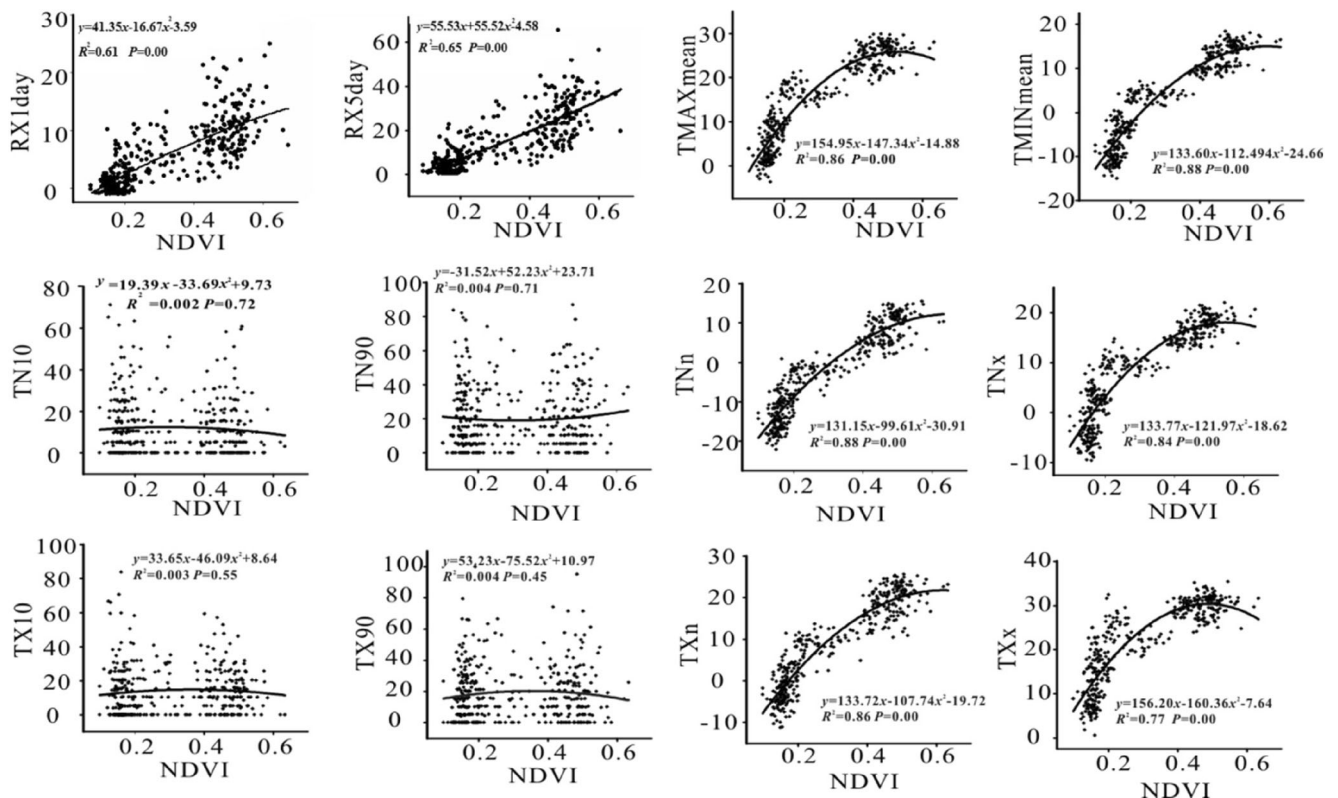 y=41.35x-16.67x²-3.59
R²=0.61 P=0.00
RX1day
30
20
10
0
0.2 0.4 0.6
NDVI
y=55.53x+55.52x²-4.58
R²=0.65 P=0.00
RX5day
60
40
20
0
0.2 0.4 0.6
NDVI
TMAXmean
30
20
10
0
y=154.95x-147.34x²-14.88
R²=0.86 P=0.00
0.2 0.4 0.6
NDVI
TMINmean
20
10
0
-10
-20
y=133.60x-112.494x²-24.66
R²=0.88 P=0.00
0.2 0.4 0.6
NDVI
y =19.39x-33.69x²+9.73
R² =0.002 P=0.72
TN10
80
60
40
20
0
0.2 0.4 0.6
NDVI
y=-31.52x+52.23x²+23.71
R²=0.004 P=0.71
TN90
100
80
60
40
20
0
0.2 0.4 0.6
NDVI
TNn
20
10
0
-10
-20
y=131.15x-99.61x²-30.91
R²=0.88 P=0.00
0.2 0.4 0.6
NDVI
TNx
20
10
0
-10
y=133.77x-121.97x²-18.62
R²=0.84 P=0.00
0.2 0.4 0.6
NDVI
y=33.65x-46.09x²+8.64
R²=0.003 P=0.55
TX10
100
80
60
40
20
0
0.2 0.4 0.6
NDVI
y=53.23x-75.52x²+10.97
R²=0.004 P=0.45
TX90
100
80
60
40
20
0
0.2 0.4 0.6
NDVI
TXn
30
20
10
0
-10
y=133.72x-107.74x²-19.72
R²=0.86 P=0.00
0.2 0.4 0.6
NDVI
TXx
40
30
20
10
0
y=156.20x-160.36x²-7.64
R²=0.77 P=0.00
0.2 0.4 0.6
NDVI